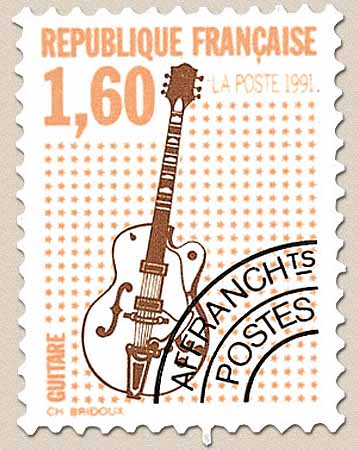 REPUBLIQUE FRANÇAISE
1,60
LA POSTE 1991.
GUITARE
AFFRANCHTS
POSTES
CH BRIDOUX